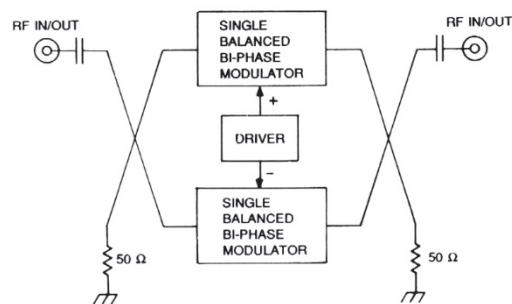 RF IN/OUT
SINGLE
BALANCED
BI-PHASE
MODULATOR
RF IN/OUT
+
DRIVER
–
SINGLE
BALANCED
BI-PHASE
MODULATOR
50 Ω
50 Ω